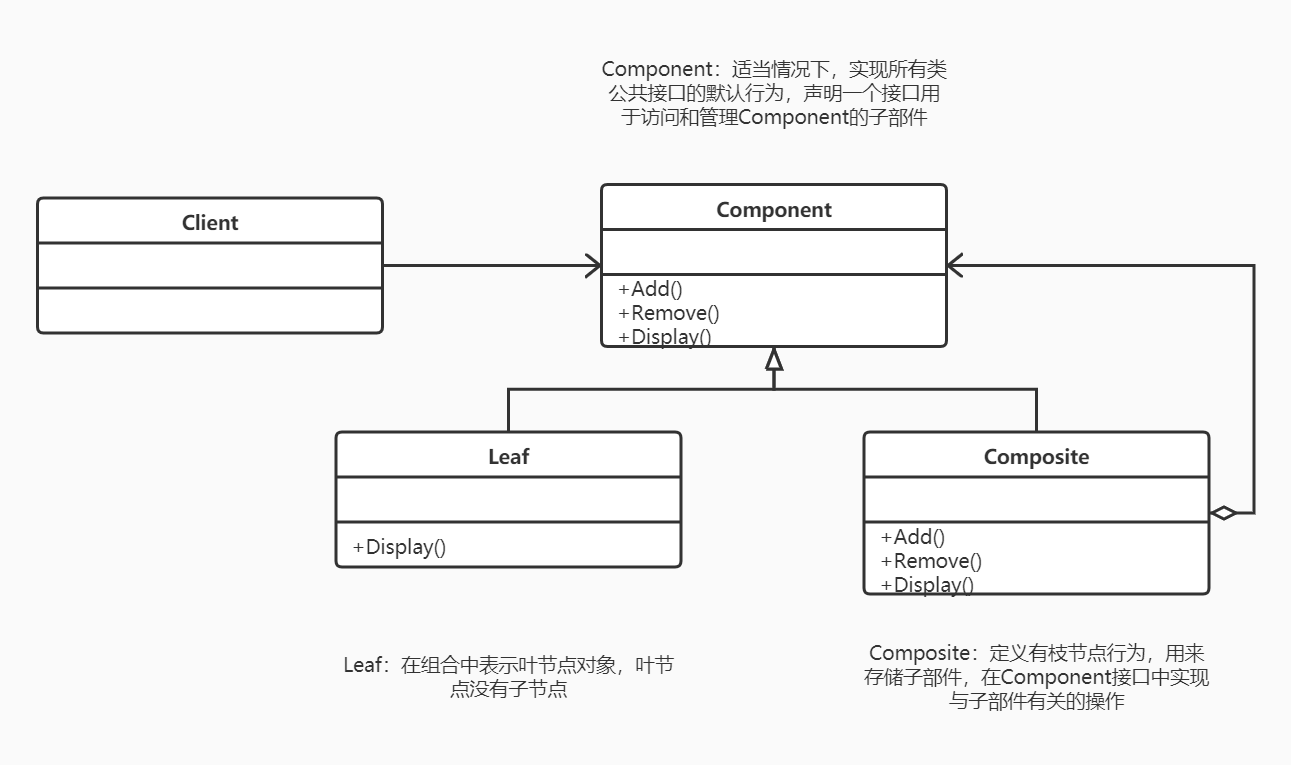 Component：适当情况下，实现所有类
公共接口的默认行为，声明一个接口用
于访问和管理Component的子部件
Client
Component
+Add()
+Remove()
+Display()
Leaf
+Display()
Composite
+Add()
+Remove()
+Display()
Leaf：在组合中表示叶节点对象，叶节
点没有子节点
Composite：定义有枝节点行为，用来
存储子部件，在Component接口中实现
与子部件有关的操作